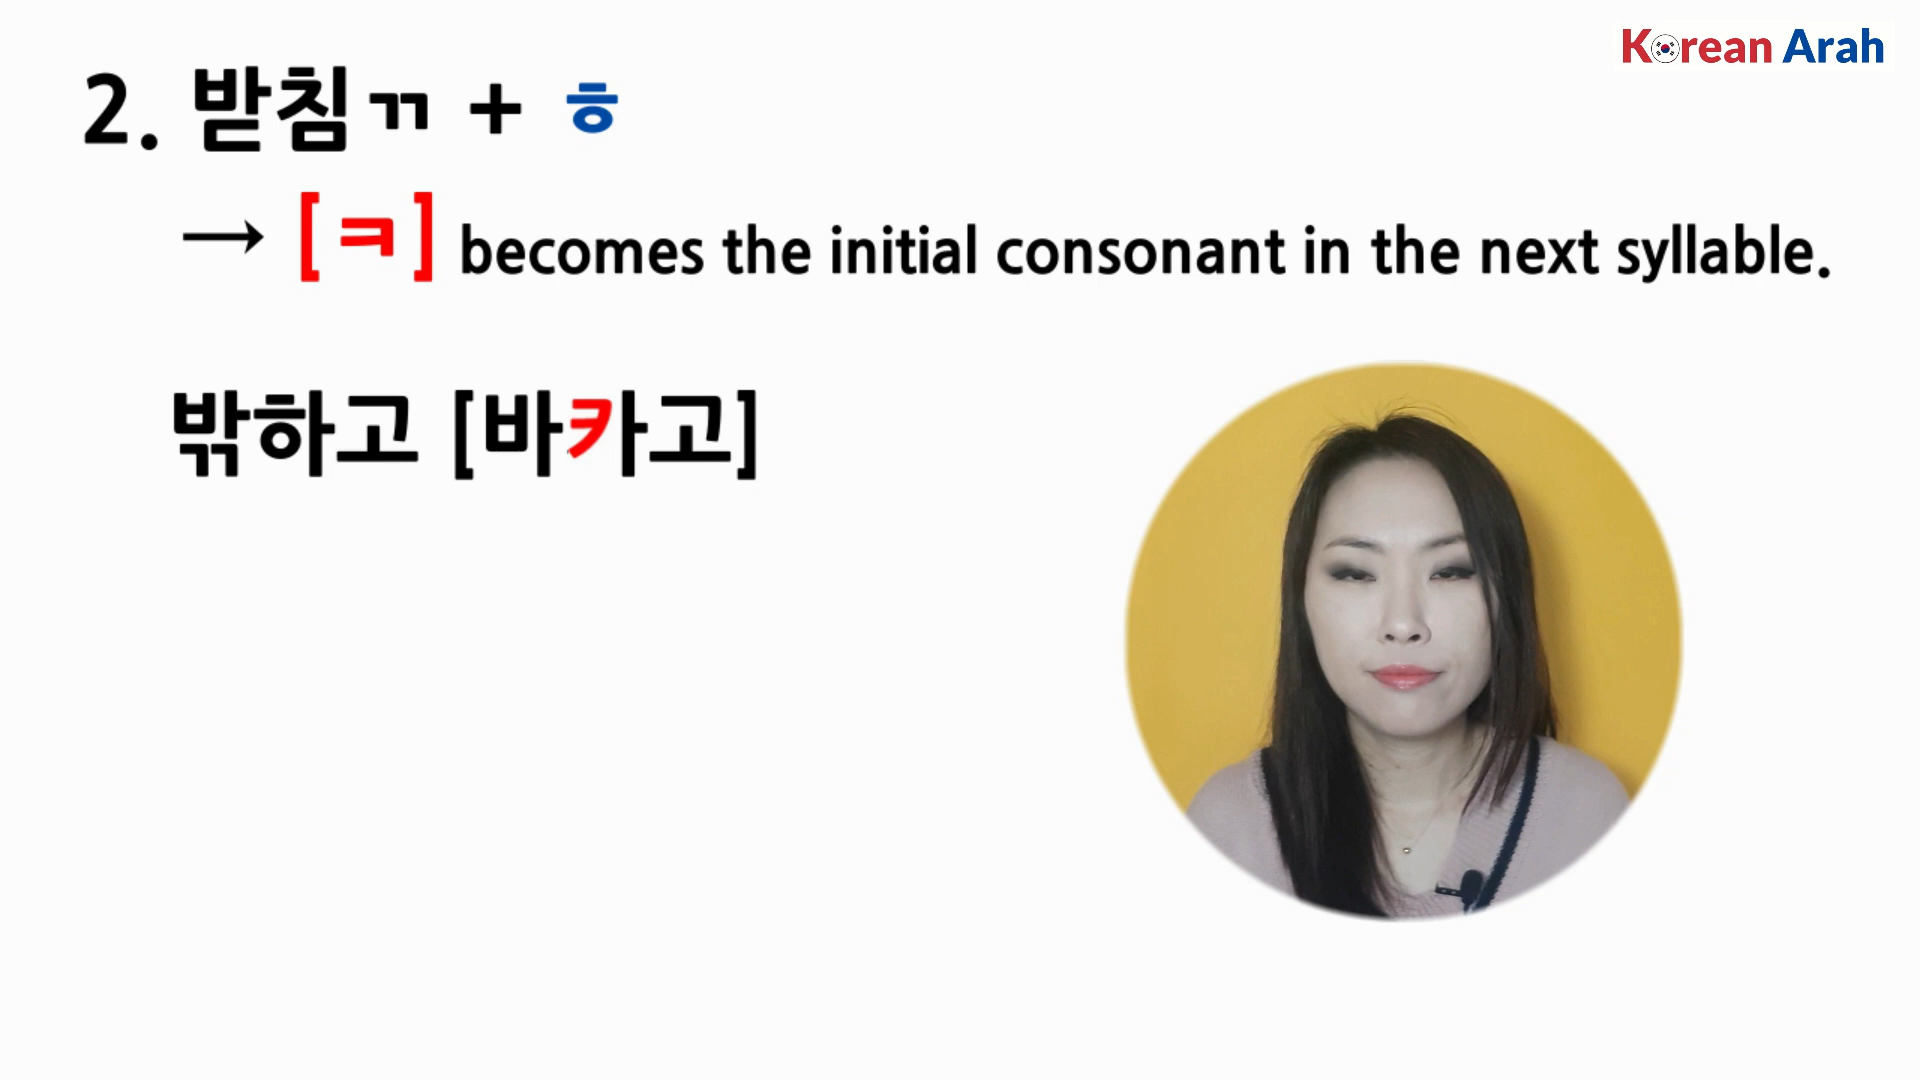 Korean Arah
2. 받침ㄲ + ㅎ
→ [ㅋ] becomes the initial consonant in the next syllable.
밖하고 [바카고]